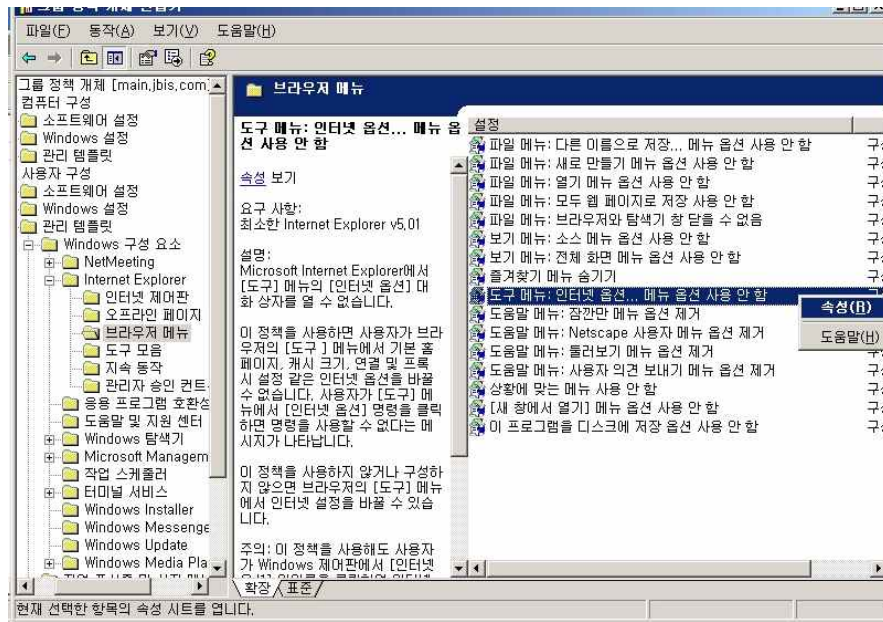 파일(F) 동작(A) 보기(V) 도움말(H)
그룹 정책 개체 [main.jbis.com]
컴퓨터 구성
소프트웨어 설정
Windows 설정
관리 템플릿
사용자 구성
소프트웨어 설정
Windows 설정
관리 템플릿
Windows 구성 요소
NetMeeting
Internet Explorer
인터넷 제어판
오프라인 페이지
브라우저 메뉴
도구 모음
지속 동작
관리자 승인 컨트
응용 프로그램 호환성
도움말 및 지원 센터
Windows 탐색기
Microsoft Managem
작업 스케줄러
터미널 서비스
Windows Installer
Windows Messenge
Windows Update
Windows Media Pla
브라우저 메뉴
도구 메뉴: 인터넷 옵션... 메뉴 옵
션 사용 안 함
속성 보기
요구 사항:
최소한 Internet Explorer v5.01
설명:
Microsoft Internet Explorer에서
[도구] 메뉴의 [인터넷 옵션] 대
화 상자를 열 수 없습니다.
이 정책을 사용하면 사용자가 브라
우저의 [도구 ] 메뉴에서 기본 홈
페이지, 캐시 크기, 연결 및 프록
시 설정 같은 인터넷 옵션을 바꿀
수 없습니다. 사용자가 [도구] 메
뉴에서 [인터넷 옵션] 명령을 클릭
하면 명령을 사용할 수 없다는 메
시지가 나타납니다.
이 정책을 사용하지 않거나 구성하
지 않으면 브라우저의 [도구] 메뉴
에서 인터넷 설정을 바꿀 수 있습
니다.
주의: 이 정책을 사용해도 사용자
가 Windows 제어판에서 [인터넷
설정
파일 메뉴: 다른 이름으로 저장... 메뉴 옵션 사용 안 함 구
파일 메뉴: 새로 만들기 메뉴 옵션 사용 안 함 구
파일 메뉴: 열기 메뉴 옵션 사용 안 함 구
파일 메뉴: 모두 웹 페이지로 저장 사용 안 함 구
파일 메뉴: 브라우저와 탐색기 창 닫을 수 없음 구
보기 메뉴: 소스 메뉴 옵션 사용 안 함 구
보기 메뉴: 전체 화면 메뉴 옵션 사용 안 함 구
즐겨찾기 메뉴 숨기기 구
도구 메뉴: 인터넷 옵션... 메뉴 옵션 사용 안 함
도움말 메뉴: 잠깐만 메뉴 옵션 제거
도움말 메뉴: Netscape 사용자 메뉴 옵션 제거
도움말 메뉴: 둘러보기 메뉴 옵션 제거
도움말 메뉴: 사용자 의견 보내기 메뉴 옵션 제거 구
상황에 맞는 메뉴 사용 안 함 구
[새 창에서 열기] 메뉴 옵션 사용 안 함 구
이 프로그램을 디스크에 저장 옵션 사용 안 함 구
속성(R)
도움말(H)
확장 표준
현재 선택한 항목의 속성 시트를 엽니다.